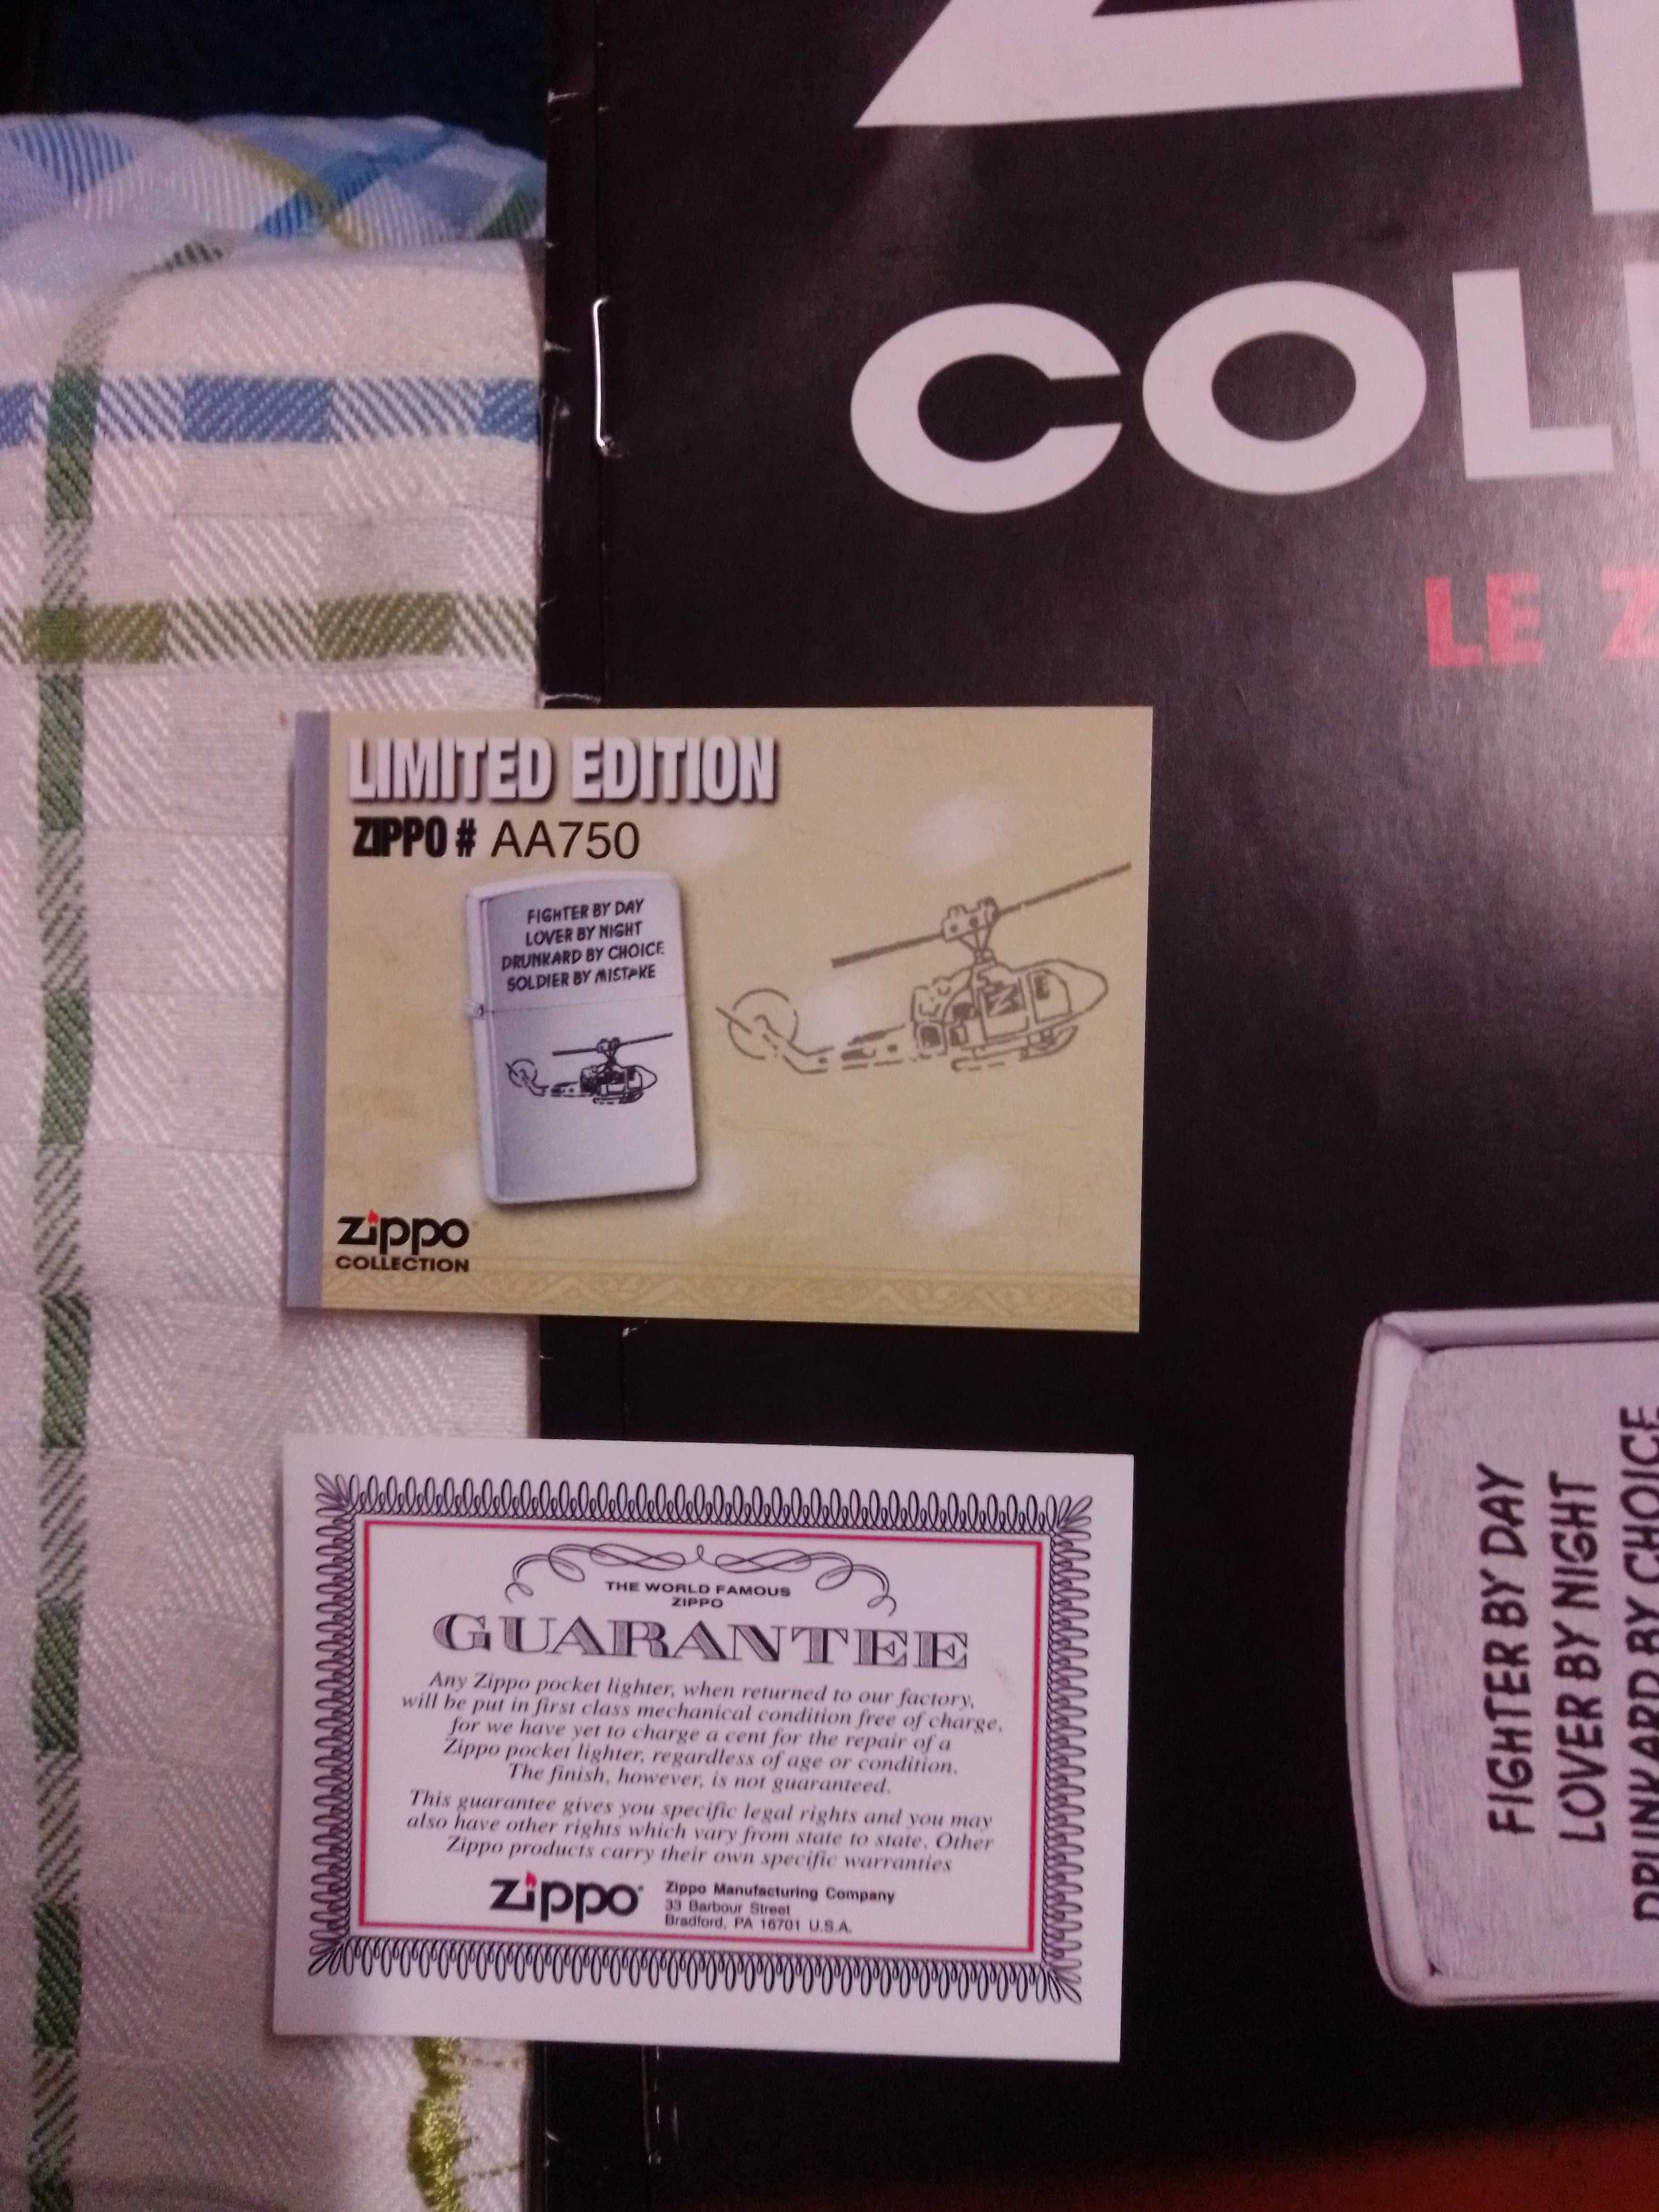 COL
LE Z
LIMITED EDITION
ZIPPO # AA750
FIGHTER BY DAY
LOVER BY NIGHT
DRUNKARD BY CHOICE
SOLDIER BY MISTAKE
zippo
COLLECTION
THE WORLD FAMOUS
ZIPPO
GUARANTEE
Any Zippo pocket lighter, when returned to our factory,
will be put in first class mechanical condition free of charge,
for we have yet to charge a cent for the repair of a
Zippo pocket lighter, regardless of age or condition.
The finish, however, is not guaranteed.
This guarantee gives you specific legal rights and you may
also have other rights which vary from state to state. Other
Zippo products carry their own specific warranties
zippo
Zippo Manufacturing Company
33 Barbour Street
Bradford, PA 16701 U.S.A.
FIGHTER BY DAY
LOVER BY NIGHT
DRUNKARD BY CHOICE